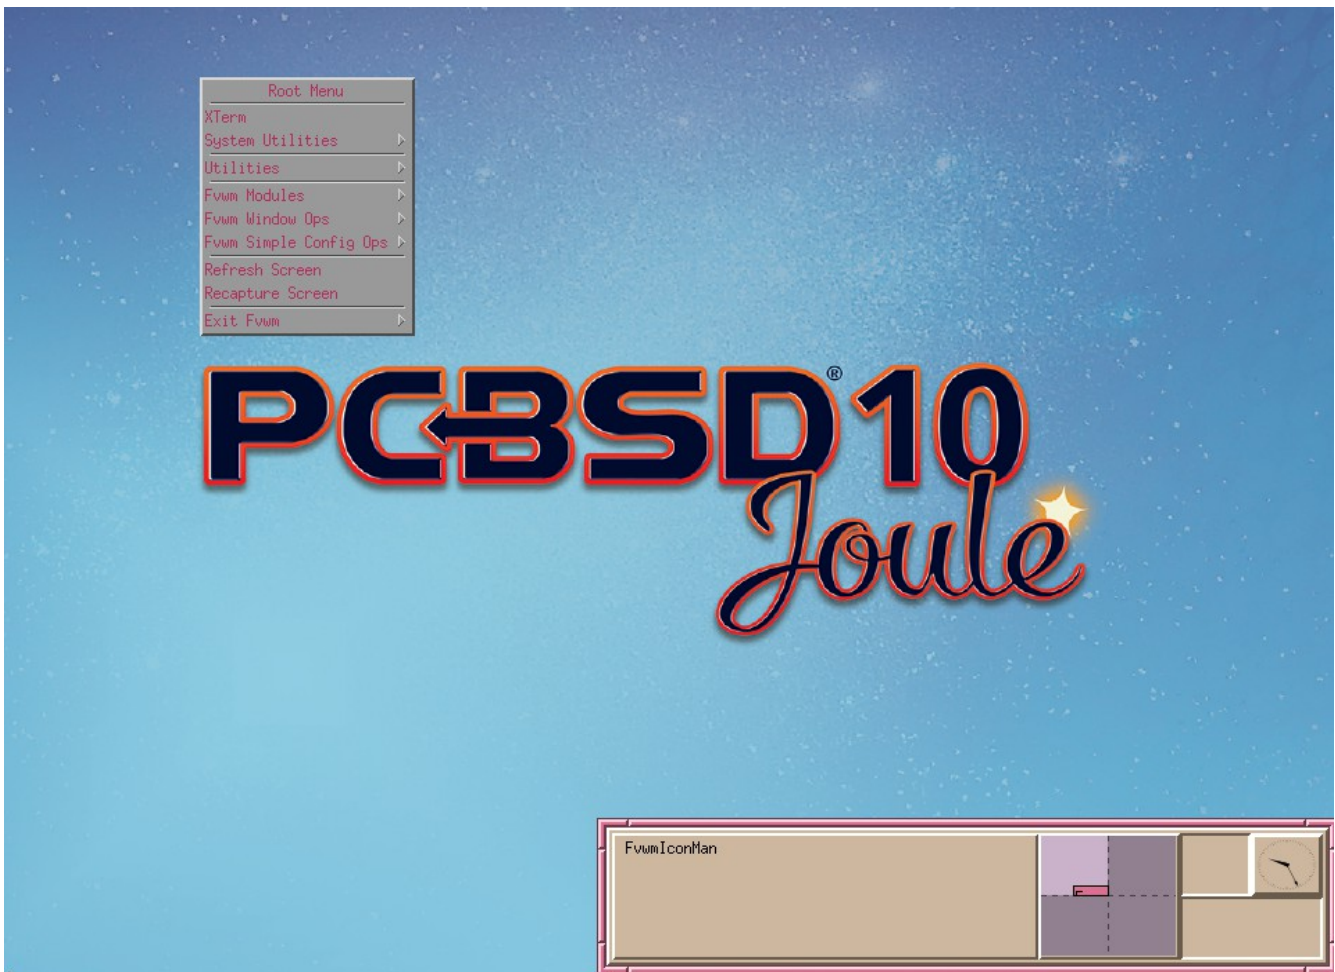 Root Menu
XTerm
System Utilities
Utilities
Fvwm Modules
Fvwm Window Ops
Fvwm Simple Config Ops
Refresh Screen
Recapture Screen
Exit Fvwm
PCBSD®10
Joule
FvwmIconMan